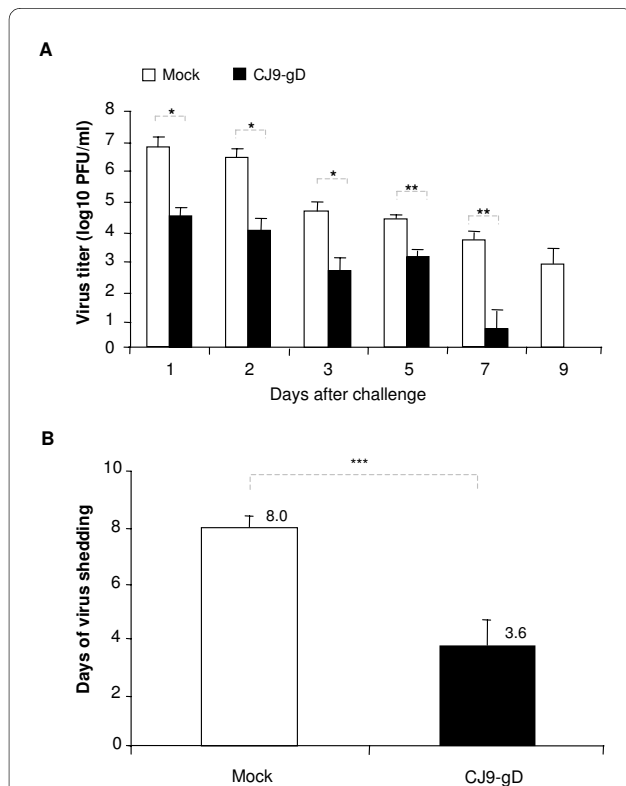 A
Mock
CJ9-gD
Virus titer (log10 PFU/ml)
8
7
6
5
4
3
2
1
0
*
*
*
**
**
1 2 3 5 7 9
Days after challenge
B
Days of virus shedding
10
8
6
4
2
0
***
8.0
3.6
Mock CJ9-gD